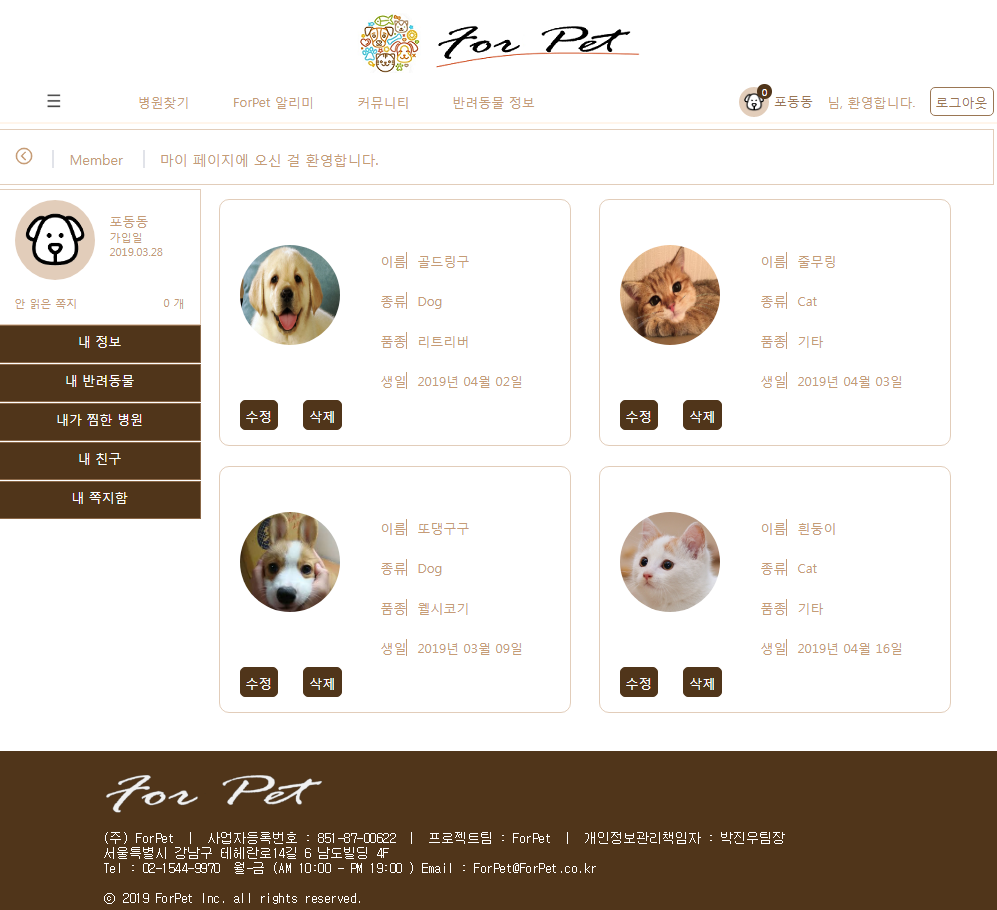 For Pet
☰ 병원찾기 ForPet 알리미 커뮤니티 반려동물 정보 0 포동동 님, 환영합니다. 로그아웃
Member 마이 페이지에 오신 걸 환영합니다.
포동동
가입일
2019.03.28
안 읽은 쪽지 0 개
내 정보
내 반려동물
내가 찜한 병원
내 친구
내 쪽지함
이름 골드링구
종류 Dog
품종 리트리버
생일 2019년 04월 02일
수정 삭제
이름 줄무링
종류 Cat
품종 기타
생일 2019년 04월 03일
수정 삭제
이름 또댕구구
종류 Dog
품종 웰시코기
생일 2019년 03월 09일
수정 삭제
이름 흰둥이
종류 Cat
품종 기타
생일 2019년 04월 16일
수정 삭제
For Pet
(주) ForPet | 사업자등록번호 : 851-87-00622 | 프로젝트팀 : ForPet | 개인정보관리책임자 : 박진우팀장
서울특별시 강남구 테헤란로14길 6 남도빌딩 4F
Tel : 02-1544-9970 월-금 (AM 10:00 - PM 19:00 ) Email : ForPet@ForPet.co.kr
ⓒ 2019 ForPet Inc. all rights reserved.